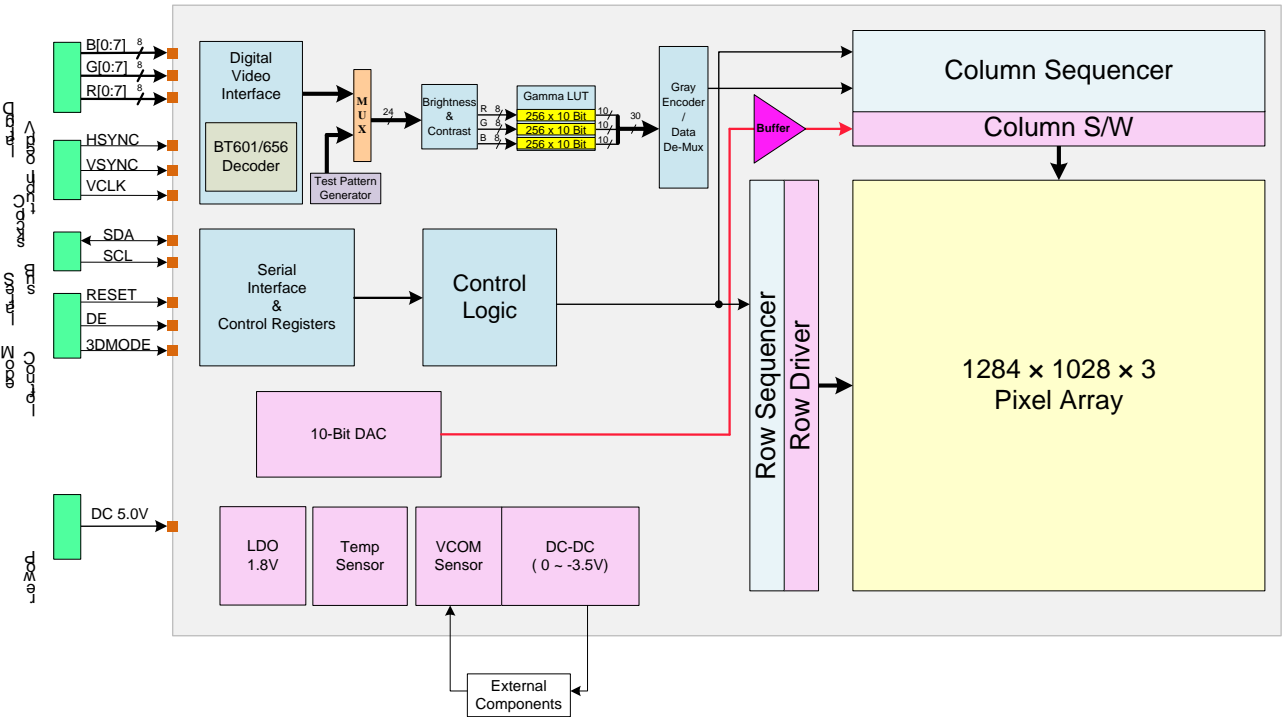 B[0:7]
8
G[0:7]
8
R[0:7]
8
HSYNC
VSYNC
VCLK
SDA
SCL
RESET
DE
3DMODE
DC 5.0V
Digital
Video
Interface
BT601/656
Decoder
MUX
Test Pattern
Generator
24
Brightness
&
Contrast
R 8
G 8
B 8
Gamma LUT
256 x 10 Bit
256 x 10 Bit
256 x 10 Bit
10
10
10
30
Gray
Encoder
/
Data
De-Mux
Buffer
Column Sequencer
Column S/W
Serial
Interface
&
Control Registers
Control
Logic
Row Sequencer
Row Driver
1284 × 1028 × 3
Pixel Array
10-Bit DAC
LDO
1.8V
Temp
Sensor
VCOM
Sensor
DC-DC
( 0 ~ -3.5V)
External
Components
Power